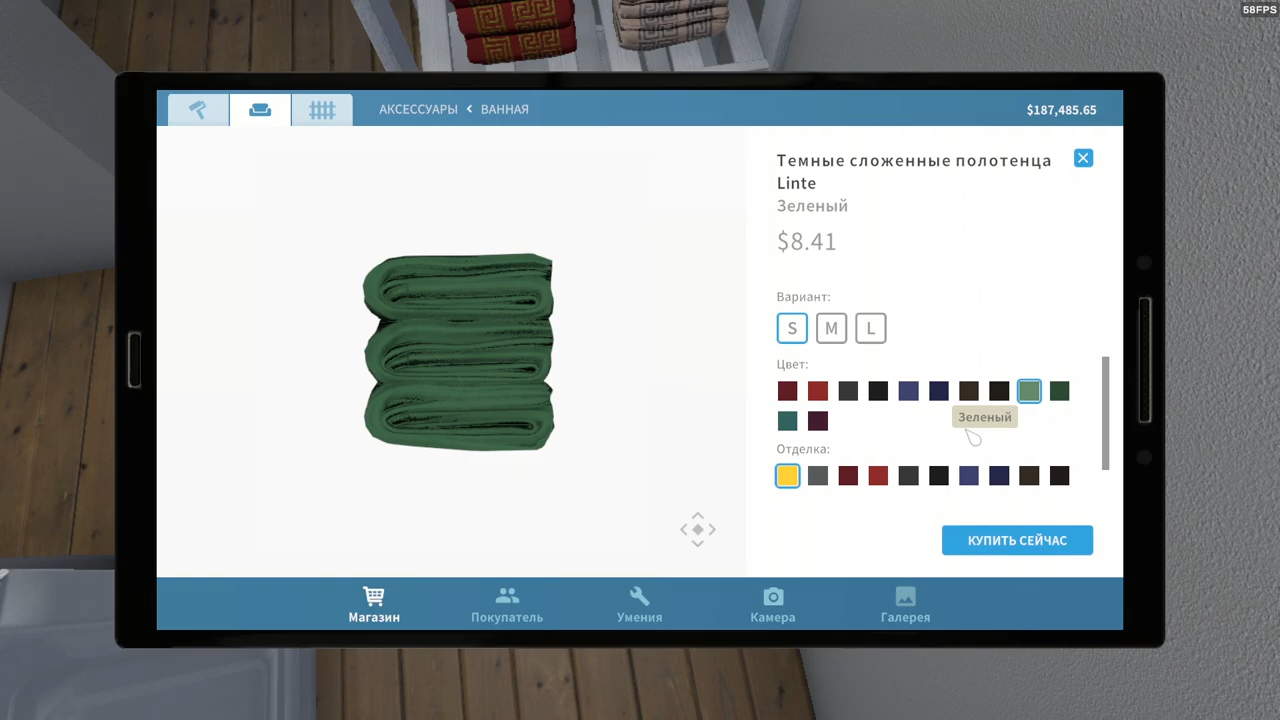 58FPS
АКСЕССУАРЫ < ВАННАЯ
$187,485.65
Темные сложенные полотенца
Linte
Зеленый
$8.41
Вариант:
S M L
Цвет:
Зеленый
Отделка:
КУПИТЬ СЕЙЧАС
Магазин Покупатель Умения Камера Галерея